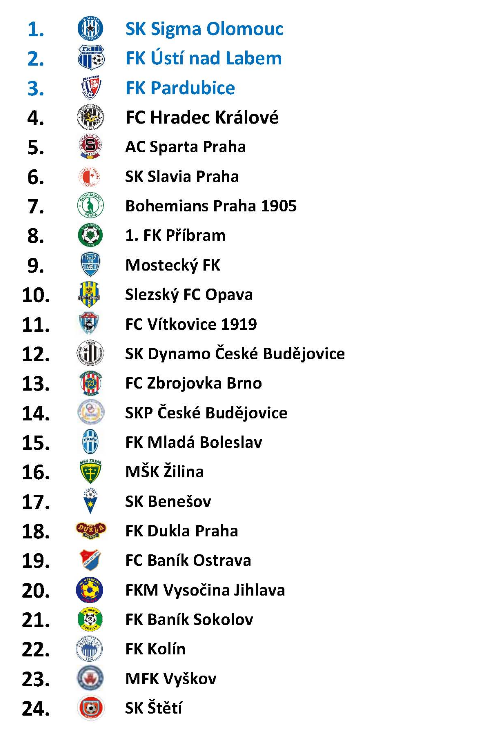 1. SK Sigma Olomouc
2. FK Ústí nad Labem
3. FK Pardubice
4. FC Hradec Králové
5. AC Sparta Praha
6. SK Slavia Praha
7. Bohemians Praha 1905
8. 1. FK Příbram
9. Mostecký FK
10. Slezský FC Opava
11. FC Vítkovice 1919
12. SK Dynamo České Budějovice
13. FC Zbrojovka Brno
14. SKP České Budějovice
15. FK Mladá Boleslav
16. MŠK Žilina
17. SK Benešov
18. FK Dukla Praha
19. FC Baník Ostrava
20. FKM Vysočina Jihlava
21. FK Baník Sokolov
22. FK Kolín
23. MFK Vyškov
24. SK Štětí